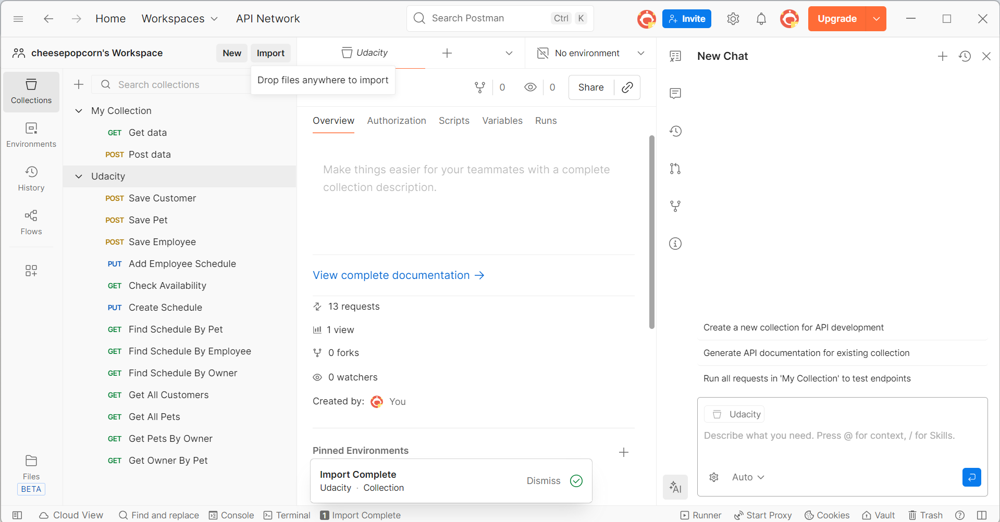 Home
Workspaces
API Network
Search Postman
Ctrl
K
Invite
Upgrade
cheesepopcorn's Workspace
New
Import
Udacity
No environment
New Chat
Drop files anywhere to import
Search collections
0
0
Share
Collections
Environments
History
Flows
Files
BETA
My Collection
GET Get data
POST Post data
Udacity
POST Save Customer
POST Save Pet
POST Save Employee
PUT Add Employee Schedule
GET Check Availability
PUT Create Schedule
GET Find Schedule By Pet
GET Find Schedule By Employee
GET Find Schedule By Owner
GET Get All Customers
GET Get All Pets
GET Get Pets By Owner
GET Get Owner By Pet
Overview
Authorization
Scripts
Variables
Runs
Make things easier for your teammates with a complete
collection description.
View complete documentation →
13 requests
1 view
0 forks
0 watchers
Created by: You
Pinned Environments
Import Complete
Udacity · Collection
Dismiss
Create a new collection for API development
Generate API documentation for existing collection
Run all requests in 'My Collection' to test endpoints
Udacity
Describe what you need. Press @ for context, / for Skills.
Auto
AI
Cloud View
Find and replace
Console
Terminal
1 Import Complete
Runner
Start Proxy
Cookies
Vault
Trash